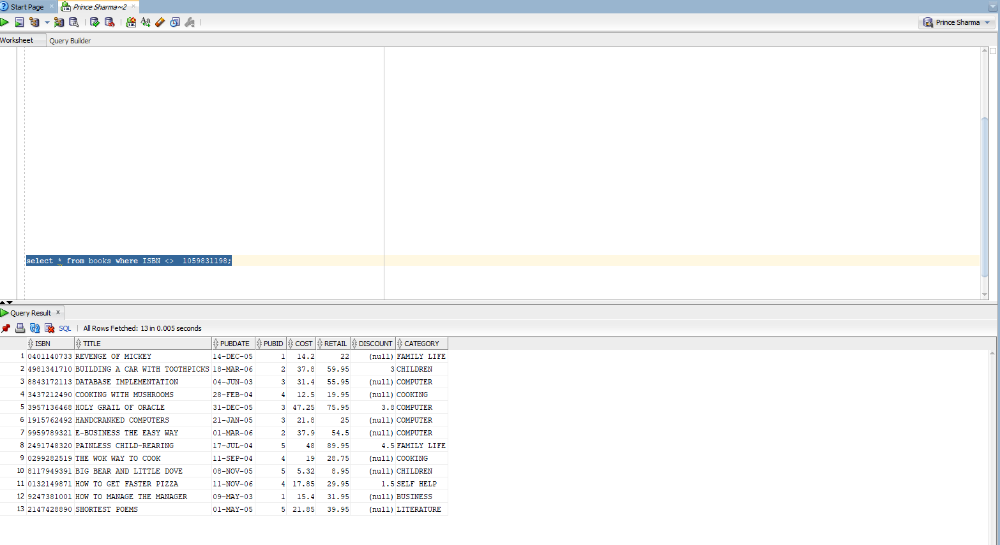 Start Page Prince Sharma~2
Prince Sharma
Worksheet Query Builder
select * from books where ISBN <>  1059831198;
Query Result
SQL All Rows Fetched: 13 in 0.005 seconds
ISBN TITLE PUBDATE PUBID COST RETAIL DISCOUNT CATEGORY
1 0401140733 REVENGE OF MICKEY 14-DEC-05 1 14.2 22 (null) FAMILY LIFE
2 4981341710 BUILDING A CAR WITH TOOTHPICKS 18-MAR-06 2 37.8 59.95 3 CHILDREN
3 8843172113 DATABASE IMPLEMENTATION 04-JUN-03 3 31.4 55.95 (null) COMPUTER
4 3437212490 COOKING WITH MUSHROOMS 28-FEB-04 4 12.5 19.95 (null) COOKING
5 3957136468 HOLY GRAIL OF ORACLE 31-DEC-05 3 47.25 75.95 3.8 COMPUTER
6 1915762492 HANDCRANKED COMPUTERS 21-JAN-05 3 21.8 25 (null) COMPUTER
7 9959789321 E-BUSINESS THE EASY WAY 01-MAR-06 2 37.9 54.5 (null) COMPUTER
8 2491748320 PAINLESS CHILD-REARING 17-JUL-04 5 48 89.95 4.5 FAMILY LIFE
9 0299282519 THE WOK WAY TO COOK 11-SEP-04 4 19 28.75 (null) COOKING
10 8117949391 BIG BEAR AND LITTLE DOVE 08-NOV-05 5 5.32 8.95 (null) CHILDREN
11 0132149871 HOW TO GET FASTER PIZZA 11-NOV-06 4 17.85 29.95 1.5 SELF HELP
12 9247381001 HOW TO MANAGE THE MANAGER 09-MAY-03 1 15.4 31.95 (null) BUSINESS
13 2147428890 SHORTEST POEMS 01-MAY-05 5 21.85 39.95 (null) LITERATURE